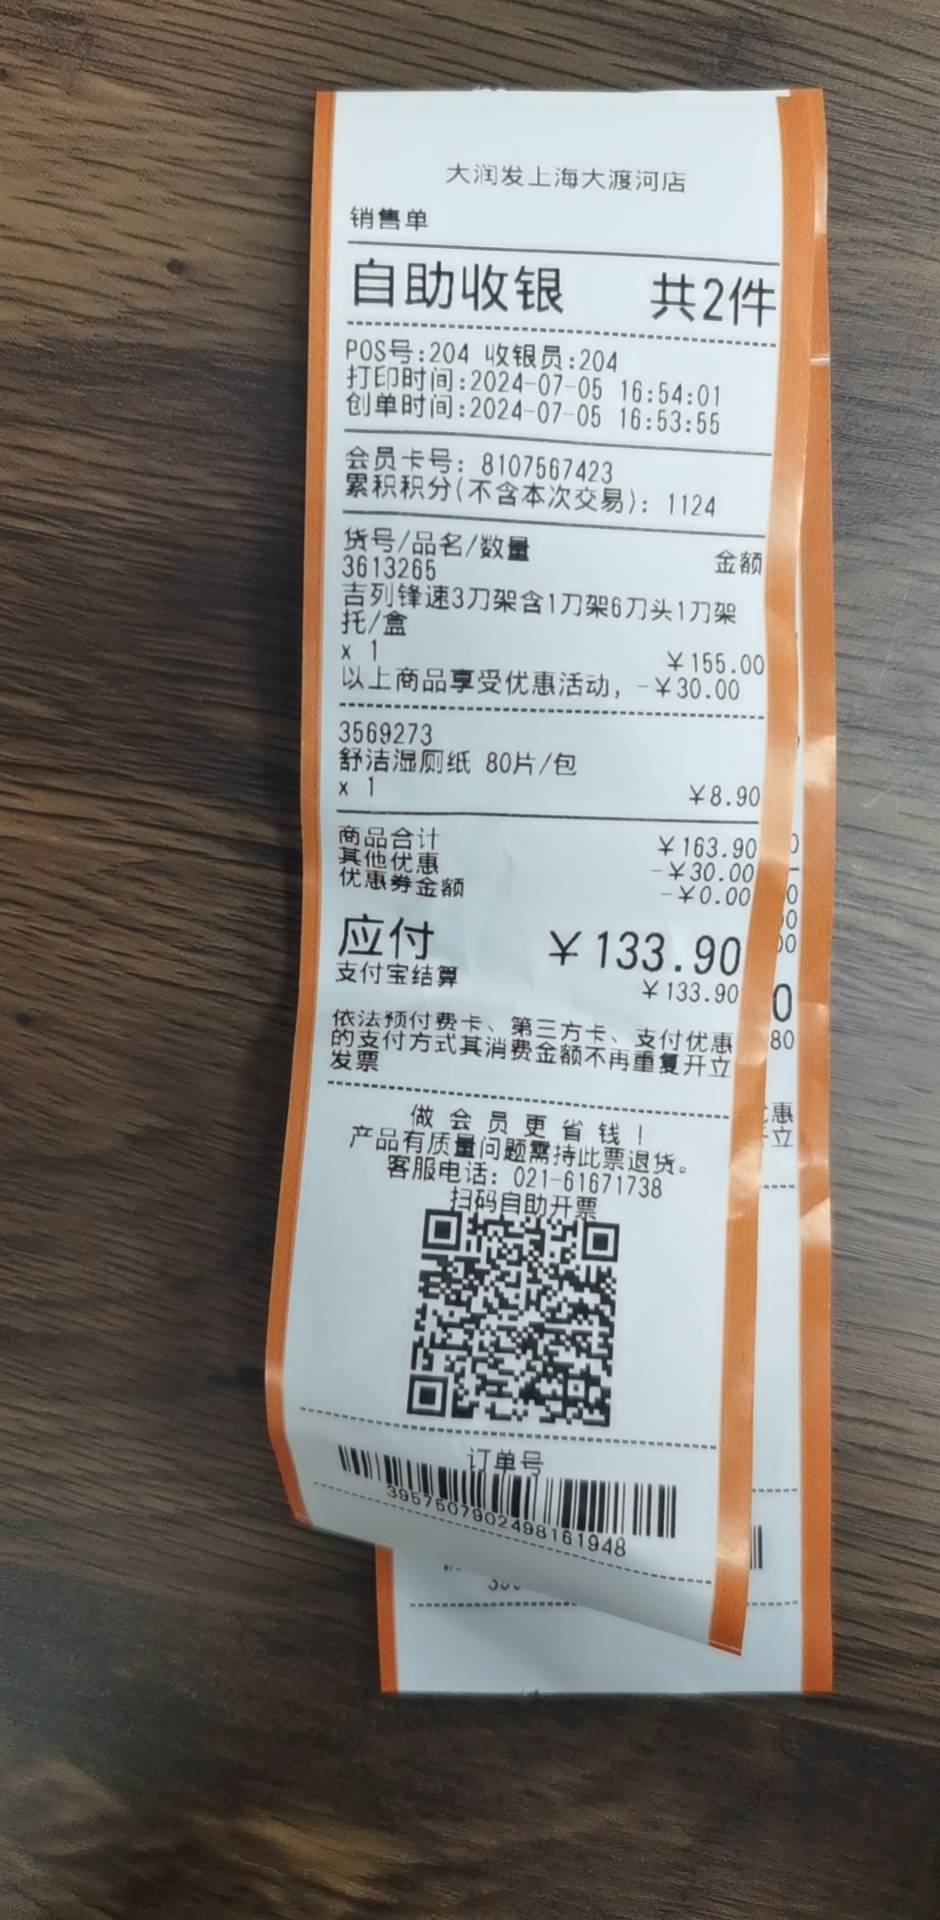 大润发上海大渡河店
销售单
自助收银 共2件
POS号:204 收银员:204
打印时间:2024-07-05 16:54:01
创单时间:2024-07-05 16:53:55
会员卡号: 8107567423
累积积分(不含本次交易): 1124
货号/品名/数量 金额
3613265
吉列锋速3刀架含1刀架6刀头1刀架
托/盒
x 1 ¥155.00
以上商品享受优惠活动, -¥30.00
3569273
舒洁湿厕纸 80片/包
x 1 ¥8.90
商品合计 ¥163.90
其他优惠 -¥30.00
优惠券金额 -¥0.00
应付 ¥133.90
支付宝结算 ¥133.90
依法预付费卡、第三方卡、支付优惠
的支付方式其消费金额不再重复开立
发票
做会员更省钱!
产品有质量问题需持此票退货。
客服电话: 021-61671738
扫码自助开票
订单号
3957507902498161948
0
80
惠
立